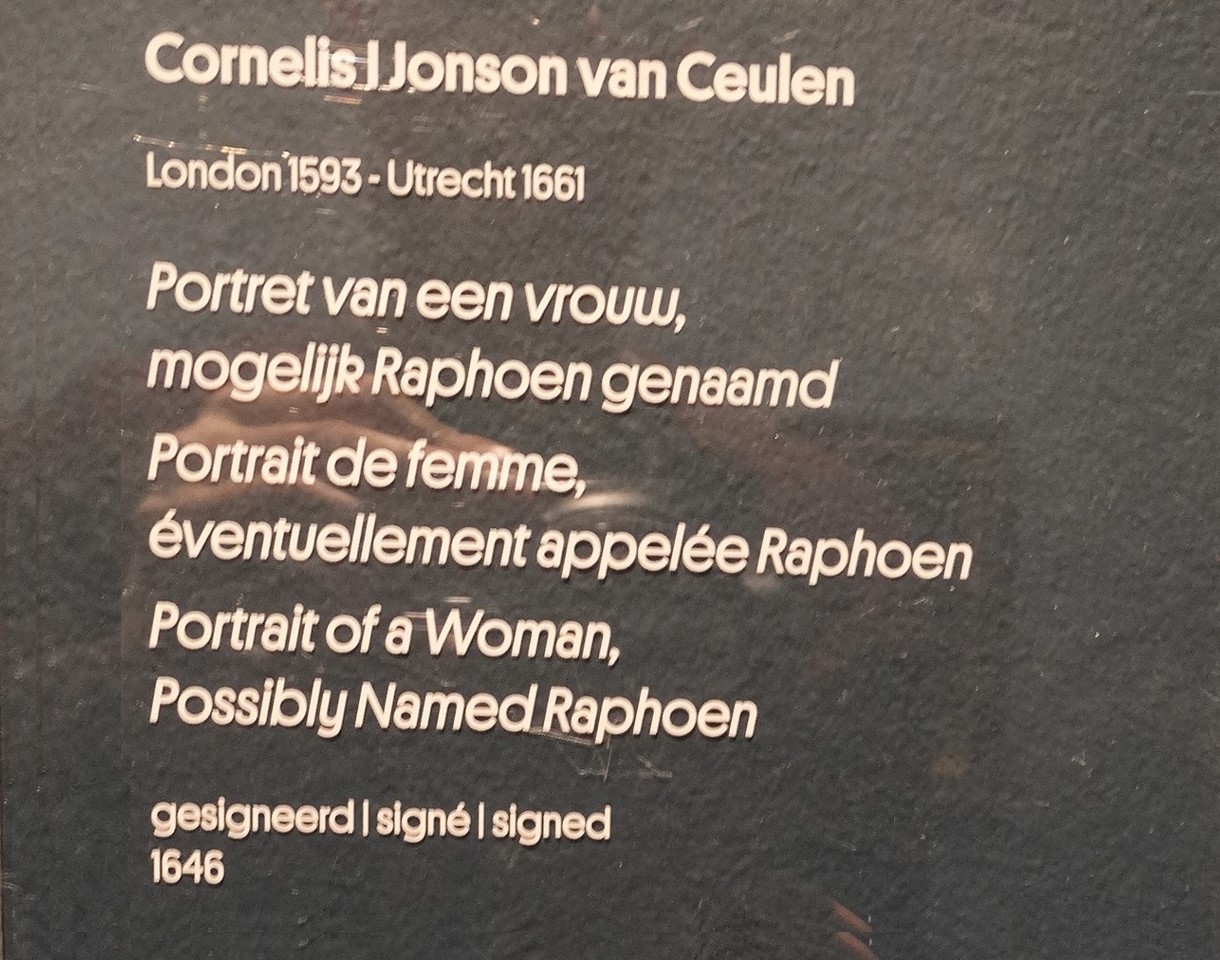 Cornelis I Jonson van Ceulen
London 1593 - Utrecht 1661
Portret van een vrouw,
mogelijk Raphoen genaamd
Portrait de femme,
éventuellement appelée Raphoen
Portrait of a Woman,
Possibly Named Raphoen
gesigneerd | signé | signed
1646